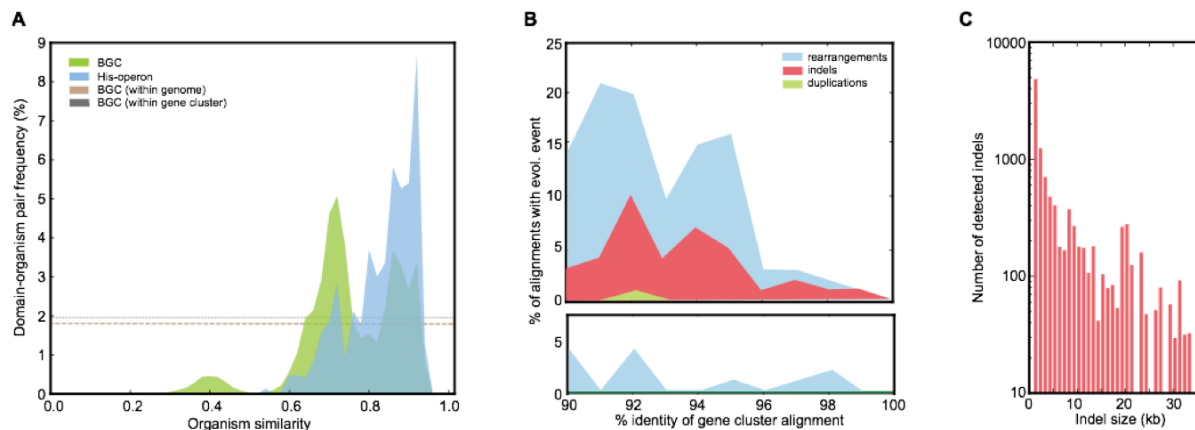 A
Domain-organism pair frequency (%)
9
8
7
6
5
4
3
2
1
0
BGC
His-operon
BGC (within genome)
BGC (within gene cluster)
0.0 0.2 0.4 0.6 0.8 1.0
Organism similarity
B
% of alignments with evol. event
25
20
15
10
5
0
rearrangements
indels
duplications
5
0
90 92 94 96 98 100
% identity of gene cluster alignment
C
Number of detected indels
10000
1000
100
10
0 10 20 30
Indel size (kb)